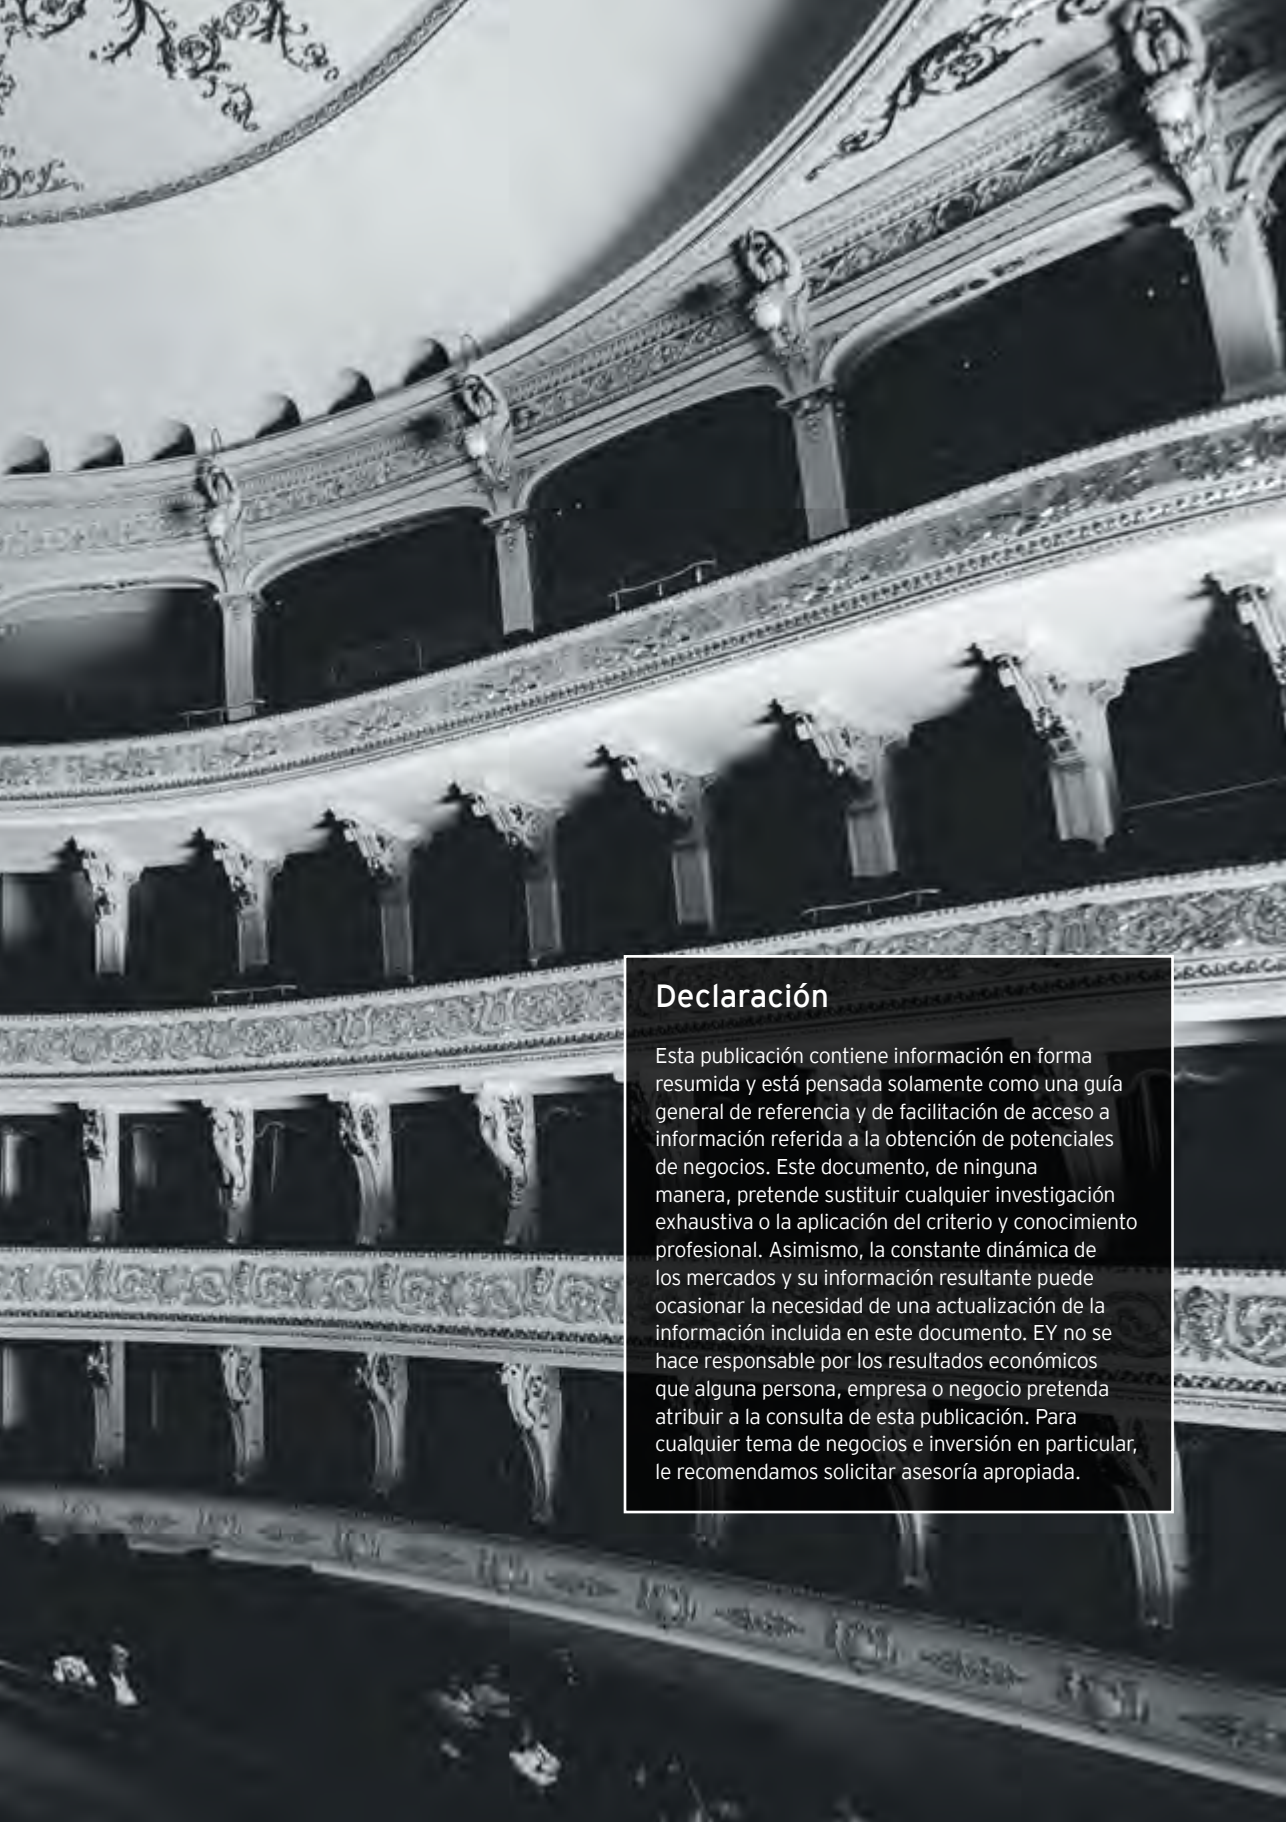 Declaración
Esta publicación contiene información en forma
resumida y está pensada solamente como una guía
general de referencia y de facilitación de acceso a
información referida a la obtención de potenciales
de negocios. Este documento, de ninguna
manera, pretende sustituir cualquier investigación
exhaustiva o la aplicación del criterio y conocimiento
profesional. Asimismo, la constante dinámica de
los mercados y su información resultante puede
ocasionar la necesidad de una actualización de la
información incluida en este documento. EY no se
hace responsable por los resultados económicos
que alguna persona, empresa o negocio pretenda
atribuir a la consulta de esta publicación. Para
cualquier tema de negocios e inversión en particular,
le recomendamos solicitar asesoría apropiada.